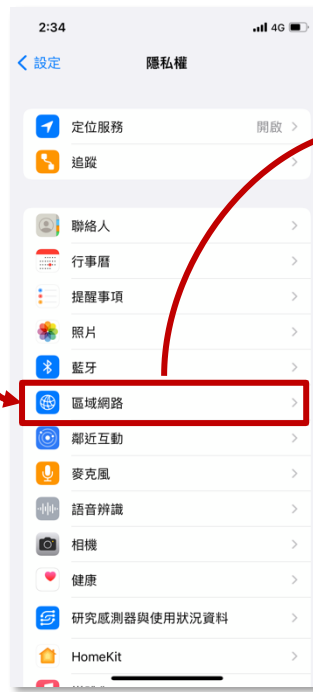 2:34
4G
設定
隱私權
定位服務 開啟
追蹤
聯絡人
行事曆
提醒事項
照片
藍牙
區域網路
鄰近互動
麥克風
語音辨識
相機
健康
研究感測器與使用狀況資料
HomeKit